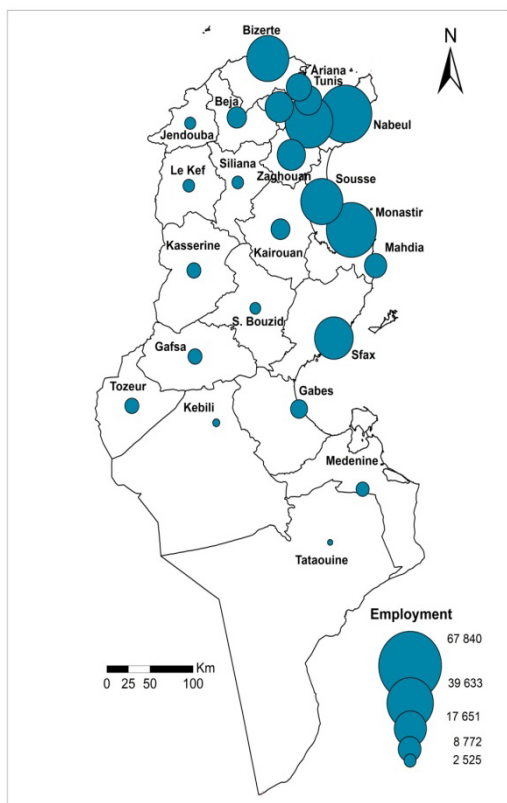 N
Bizerte
Ariana
Tunis
Beja
Nabeul
Jendouba
Siliana
Le Kef
Zaghouan
Sousse
Monastir
Kasserine
Kairouan
Mahdia
S. Bouzid
Gafsa
Sfax
Tozeur
Kebili
Gabes
Medenine
Tataouine
Employment
67 840
39 633
17 651
8 772
2 525
Km
0 25 50 100